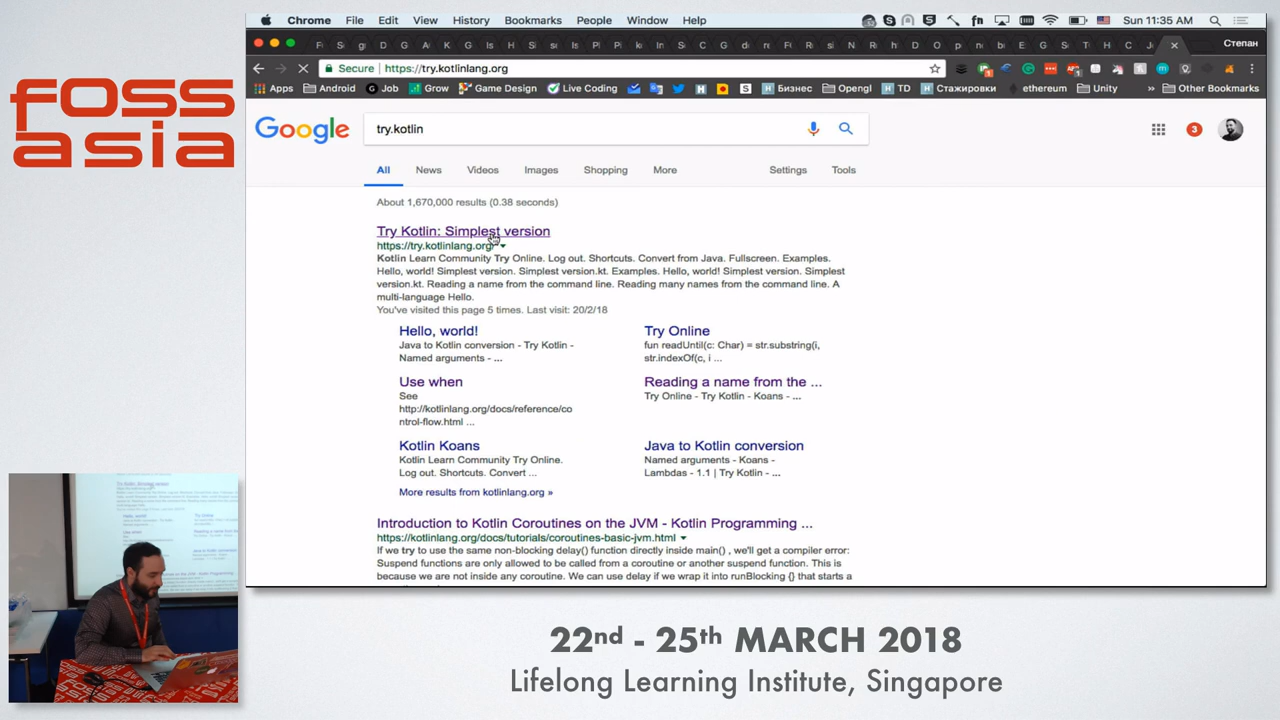 foss
asia
Chrome File Edit View History Bookmarks People Window Help
fn
Sun 11:35 AM
Степан
Secure https://try.kotlinlang.org
Apps Android Job Grow Game Design Live Coding Бизнес Opengl TD Стажировки ethereum Unity » Other Bookmarks
Google
try.kotlin
3
All News Videos Images Shopping More Settings Tools
About 1,670,000 results (0.38 seconds)
Try Kotlin: Simplest version
https://try.kotlinlang.org/
Kotlin Learn Community Try Online. Log out. Shortcuts. Convert from Java. Fullscreen. Examples.
Hello, world! Simplest version. Simplest version.kt. Examples. Hello, world! Simplest version. Simplest
version.kt. Reading a name from the command line. Reading many names from the command line. A
multi-language Hello.
You've visited this page 5 times. Last visit: 20/2/18
Hello, world!
Java to Kotlin conversion - Try Kotlin -
Named arguments - ...
Try Online
fun readUntil(c: Char) = str.substring(i,
str.indexOf(c, i ...
Use when
See
http://kotlinlang.org/docs/reference/co
ntrol-flow.html ...
Reading a name from the ...
Try Online - Try Kotlin - Koans - ...
Kotlin Koans
Kotlin Learn Community Try Online.
Log out. Shortcuts. Convert ...
Java to Kotlin conversion
Named arguments - Koans -
Lambdas - 1.1 | Try Kotlin - ...
More results from kotlinlang.org »
Introduction to Kotlin Coroutines on the JVM - Kotlin Programming ...
https://kotlinlang.org/docs/tutorials/coroutines-basic-jvm.html
If we try to use the same non-blocking delay() function directly inside main() , we'll get a compiler error:
Suspend functions are only allowed to be called from a coroutine or another suspend function. This is
because we are not inside any coroutine. We can use delay if we wrap it into runBlocking {} that starts a
22nd - 25th MARCH 2018
Lifelong Learning Institute, Singapore